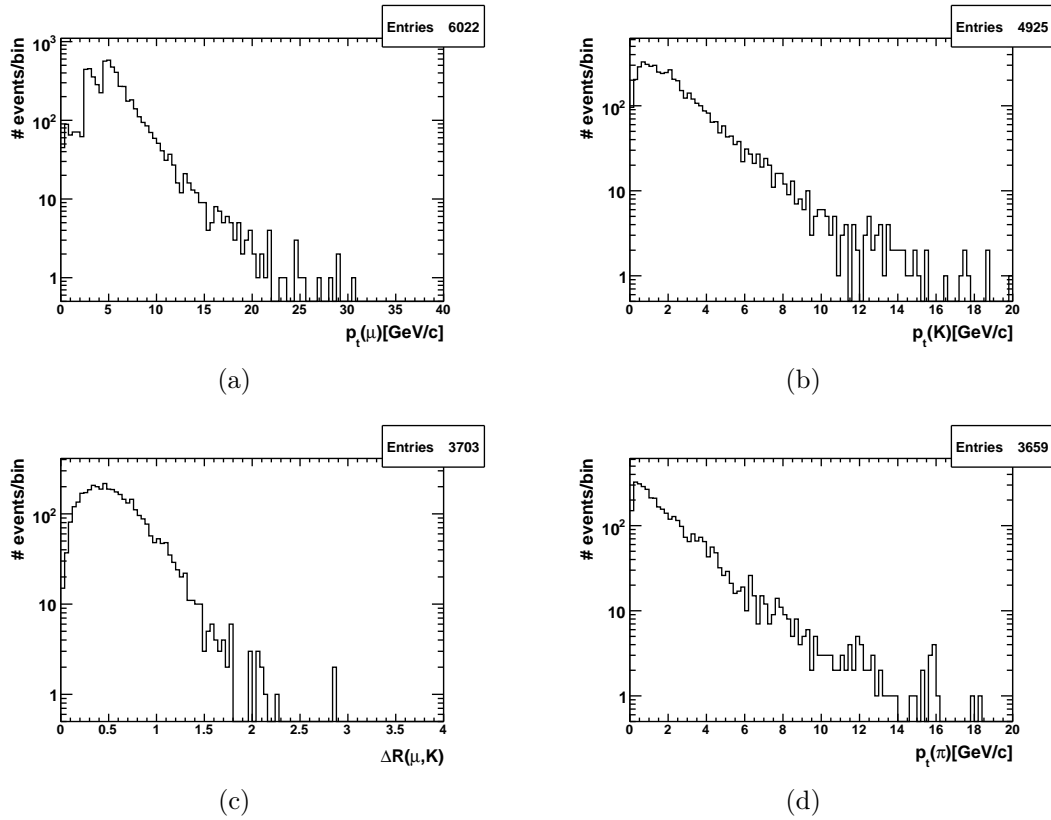 Entries 6022
# events/bin
10³
10²
10
1
0 5 10 15 20 25 30 35 40
p_t(μ)[GeV/c]
(a)
Entries 4925
# events/bin
10²
10
1
0 2 4 6 8 10 12 14 16 18 20
p_t(K)[GeV/c]
(b)
Entries 3703
# events/bin
10²
10
1
0 0.5 1 1.5 2 2.5 3 3.5 4
ΔR(μ,K)
(c)
Entries 3659
# events/bin
10²
10
1
0 2 4 6 8 10 12 14 16 18 20
p_t(π)[GeV/c]
(d)